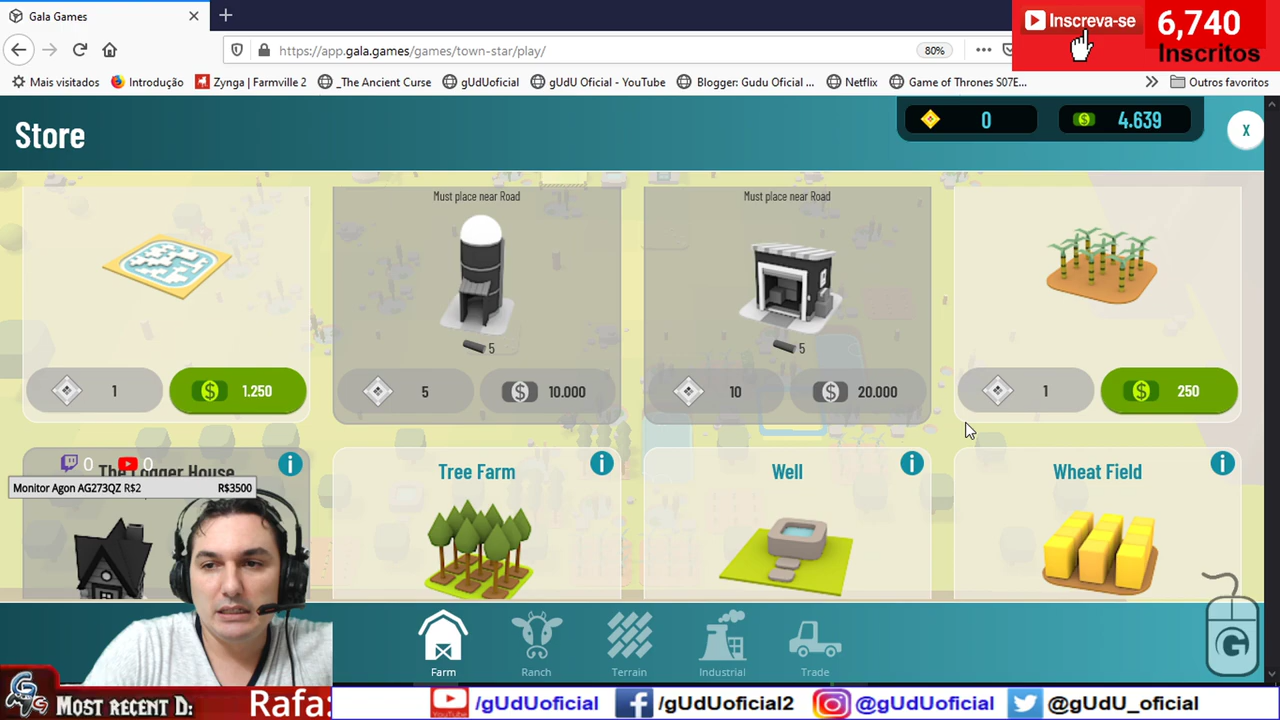 Gala Games
Inscreva-se
6,740
Inscritos
https://app.gala.games/games/town-star/play/
80%
Mais visitados
Introdução
Zynga | Farmville 2
_The Ancient Curse
gUdUoficial
gUdU Oficial - YouTube
Blogger: Gudu Oficial ...
Netflix
Game of Thrones S07E...
Outros favoritos
Store
0
4.639
X
Must place near Road
Must place near Road
5
5
1
1.250
5
10.000
10
20.000
1
250
The Logger House
Tree Farm
Well
Wheat Field
0
0
Monitor Agon AG273QZ R$2
R$3500
Farm
Ranch
Terrain
Industrial
Trade
G
Most recent D:
Rafa
YouTube
/gUdUoficial
/gUdUoficial2
@gUdUoficial
@gUdU_oficial